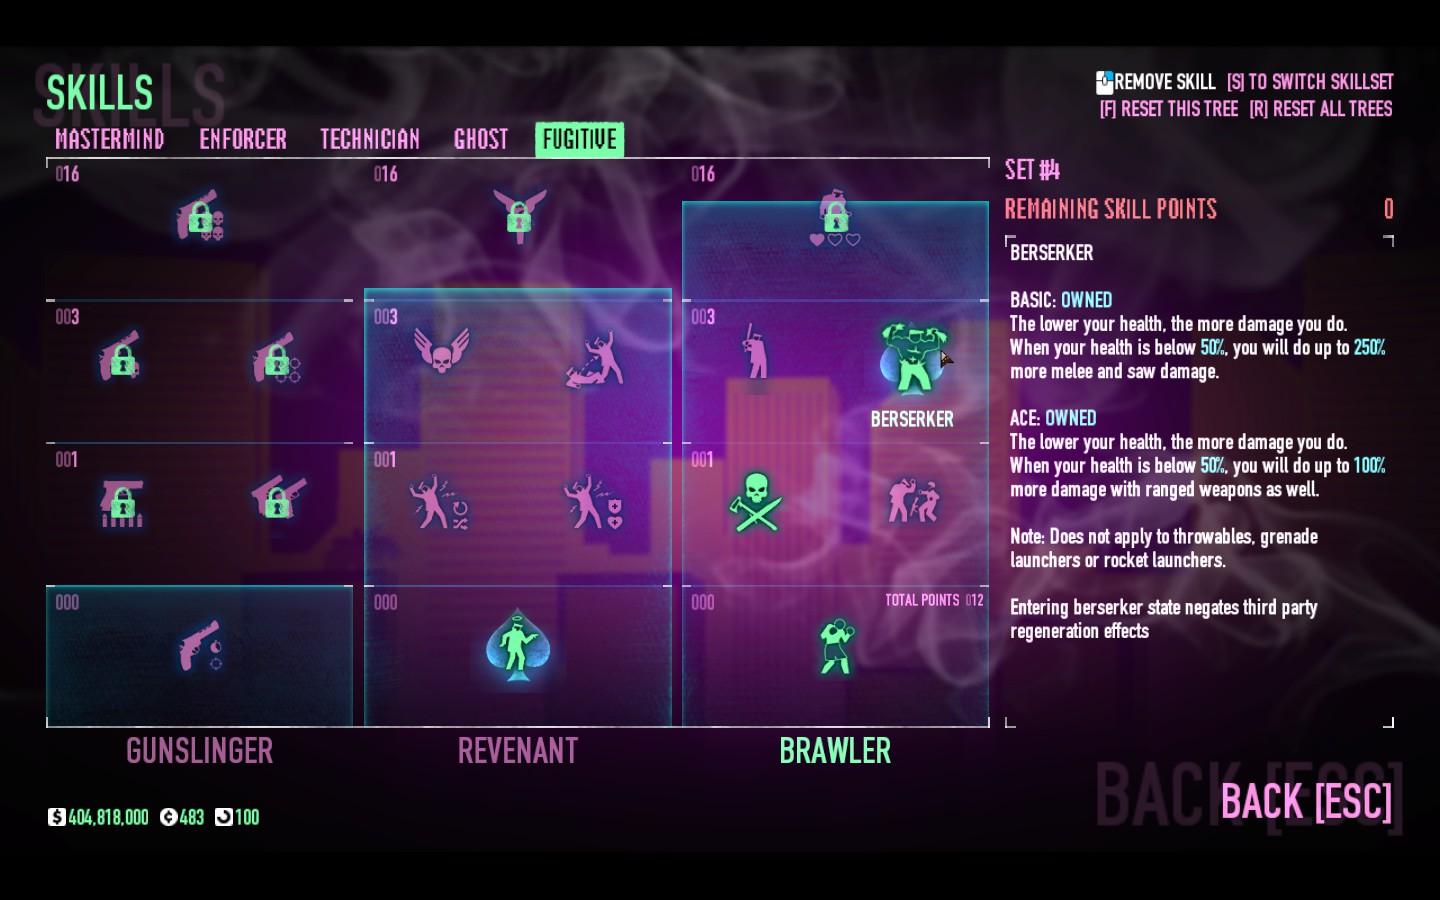 SKILLS
REMOVE SKILL [S] TO SWITCH SKILLSET
[F] RESET THIS TREE [R] RESET ALL TREES
MASTERMIND ENFORCER TECHNICIAN GHOST FUGITIVE
016 016 016
SET #4
REMAINING SKILL POINTS 0
BERSERKER
BASIC: OWNED
The lower your health, the more damage you do.
When your health is below 50%, you will do up to 250%
more melee and saw damage.
ACE: OWNED
The lower your health, the more damage you do.
When your health is below 50%, you will do up to 100%
more damage with ranged weapons as well.
Note: Does not apply to throwables, grenade
launchers or rocket launchers.
Entering berserker state negates third party
regeneration effects
003 003 003
BERSERKER
001 001 001
000 000 000 TOTAL POINTS 012
GUNSLINGER REVENANT BRAWLER
$ 404,818,000 483 100
BACK [ESC]
BACK [ESC]